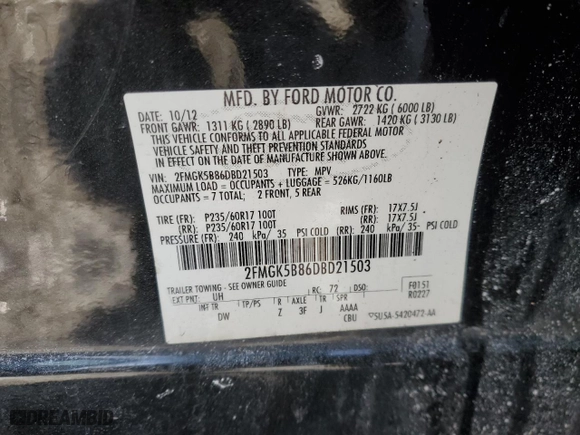 MFD. BY FORD MOTOR CO.
DATE: 10/12 GVWR: 2722 KG ( 6000 LB)
FRONT GAWR: 1311 KG ( 2890 LB) REAR GAWR: 1420 KG ( 3130 LB)
THIS VEHICLE CONFORMS TO ALL APPLICABLE FEDERAL MOTOR
VEHICLE SAFETY AND THEFT PREVENTION STANDARDS
IN EFFECT ON THE DATE OF MANUFACTURE SHOWN ABOVE.
VIN: 2FMGK5B86DBD21503 TYPE: MPV
MAXIMUM LOAD = OCCUPANTS + LUGGAGE = 526KG/1160LB
OCCUPANTS = 7 TOTAL; 2 FRONT, 5 REAR
TIRE (FR): P235/60R17 100T RIMS (FR): 17X7.5J
(RR): P235/60R17 100T (RR): 17X7.5J
PRESSURE (FR): 240 kPa/ 35 PSI COLD (RR): 240 kPa/ 35 PSI COLD
2FMGK5B86DBD21503
TRAILER TOWING - SEE OWNER GUIDE
EXT PNT: UH RC: 72 DSO: F0151
R0227
INT TR TP/PS R AXLE TR SPR
DW Z 3F J AAAA
CBU 5U5A-5420472-AA
DREAMBID